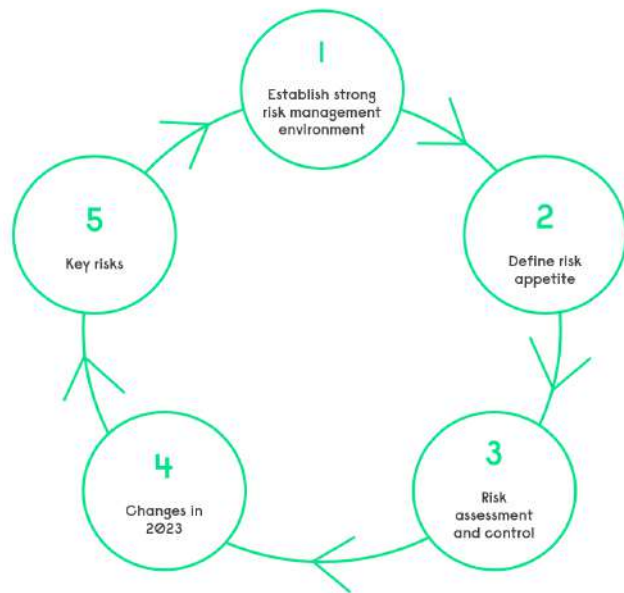 1
Establish strong
risk management
environment
2
Define risk
appetite
3
Risk
assessment
and control
4
Changes in
2023
5
Key risks